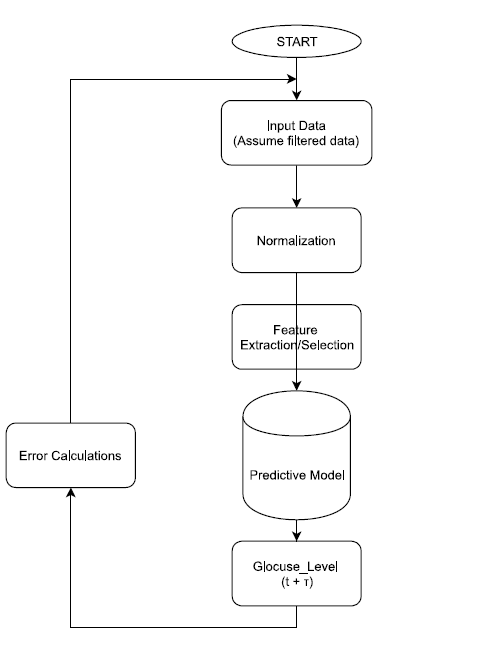 START
Input Data
(Assume filtered data)
Normalization
Feature
Extraction/Selection
Predictive Model
Error Calculations
Glocuse_Level
(t + τ)